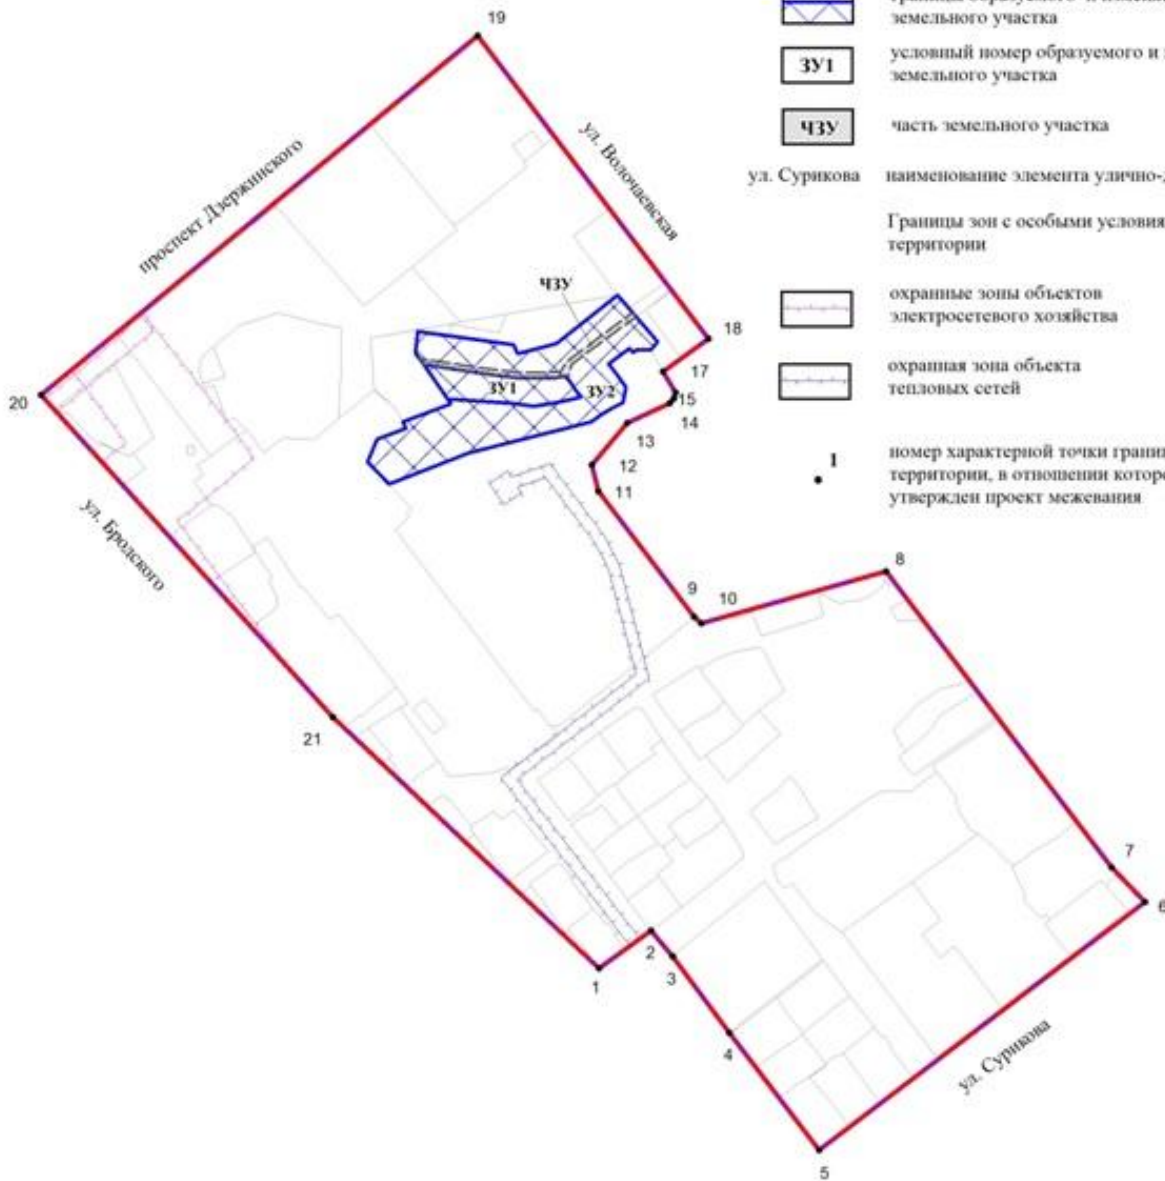 земельного участка
ЗУ1
условный номер образуемого и
земельного участка
ЧЗУ
часть земельного участка
ул. Сурикова
наименование элемента улично-
Границы зон с особыми условия
территории
охранные зоны объектов
электросетевого хозяйства
охранная зона объекта
тепловых сетей
1
номер характерной точки грани
территории, в отношении которо
утвержден проект межевания
19
проспект Дзержинского
ул. Волочаевская
ЧЗУ
18
17
15
14
13
12
11
ЗУ1
ЗУ2
20
ул. Бродского
9
10
8
21
7
6
1
2
3
4
5
ул. Сурикова